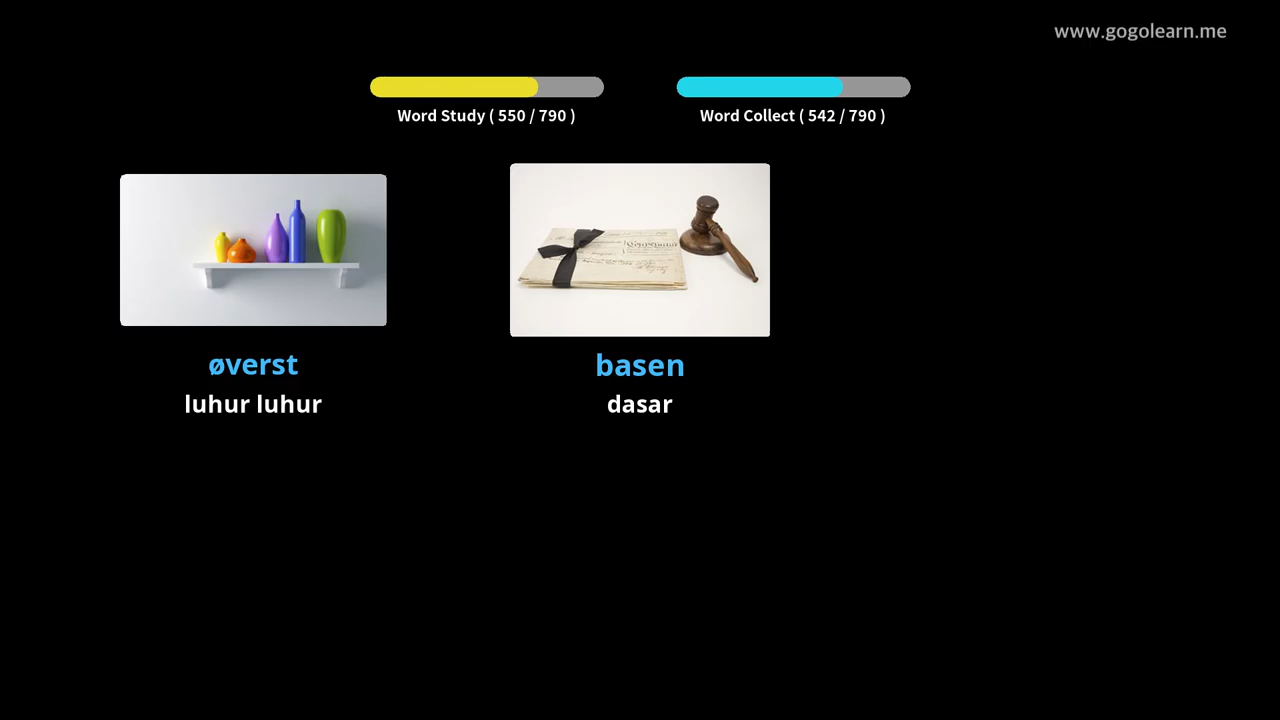 www.gogolearn.me
Word Study ( 550 / 790 )
Word Collect ( 542 / 790 )
øverst
luhur luhur
basen
dasar